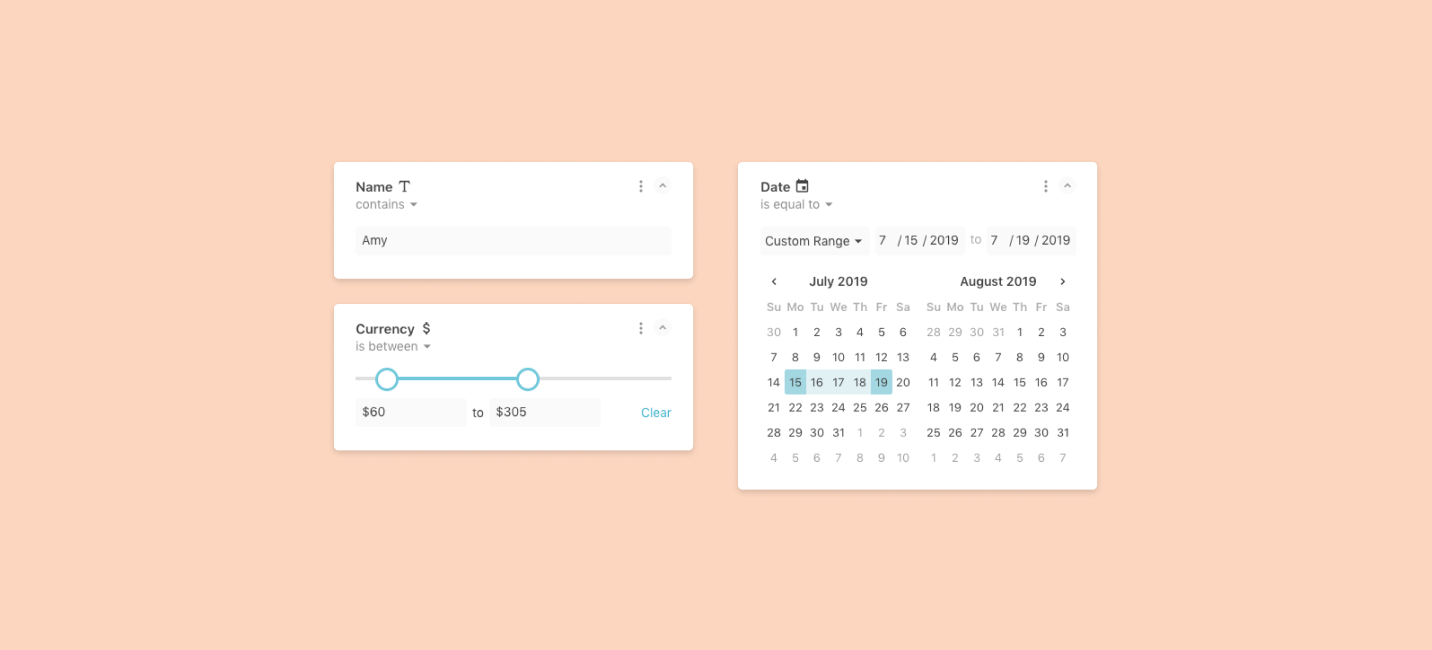 Name
contains
Amy
Currency $
is between
$60 to $305 Clear
Date
is equal to
Custom Range 7 / 15 / 2019 to 7 / 19 / 2019
July 2019 August 2019
Su Mo Tu We Th Fr Sa Su Mo Tu We Th Fr Sa
30 1 2 3 4 5 6 28 29 30 31 1 2 3
7 8 9 10 11 12 13 4 5 6 7 8 9 10
14 15 16 17 18 19 20 11 12 13 14 15 16 17
21 22 23 24 25 26 27 18 19 20 21 22 23 24
28 29 30 31 1 2 3 25 26 27 28 29 30 31
4 5 6 7 8 9 10 1 2 3 4 5 6 7